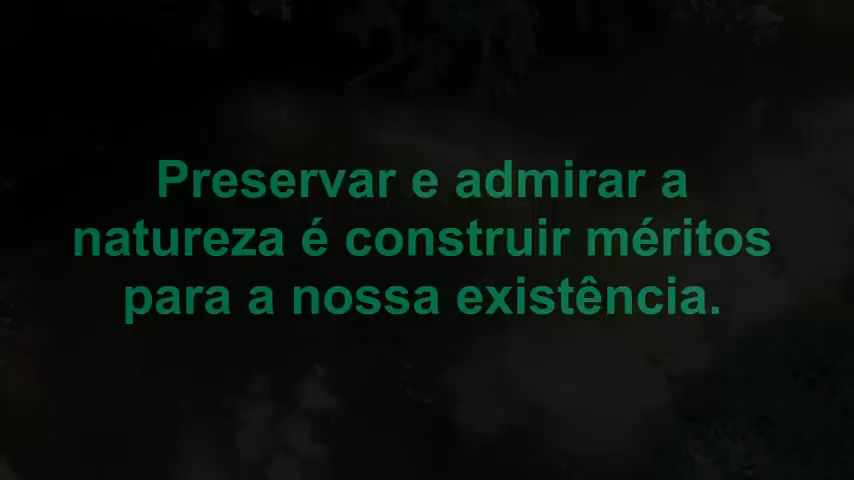 Preservar e admirar a
natureza é construir méritos
para a nossa existência.